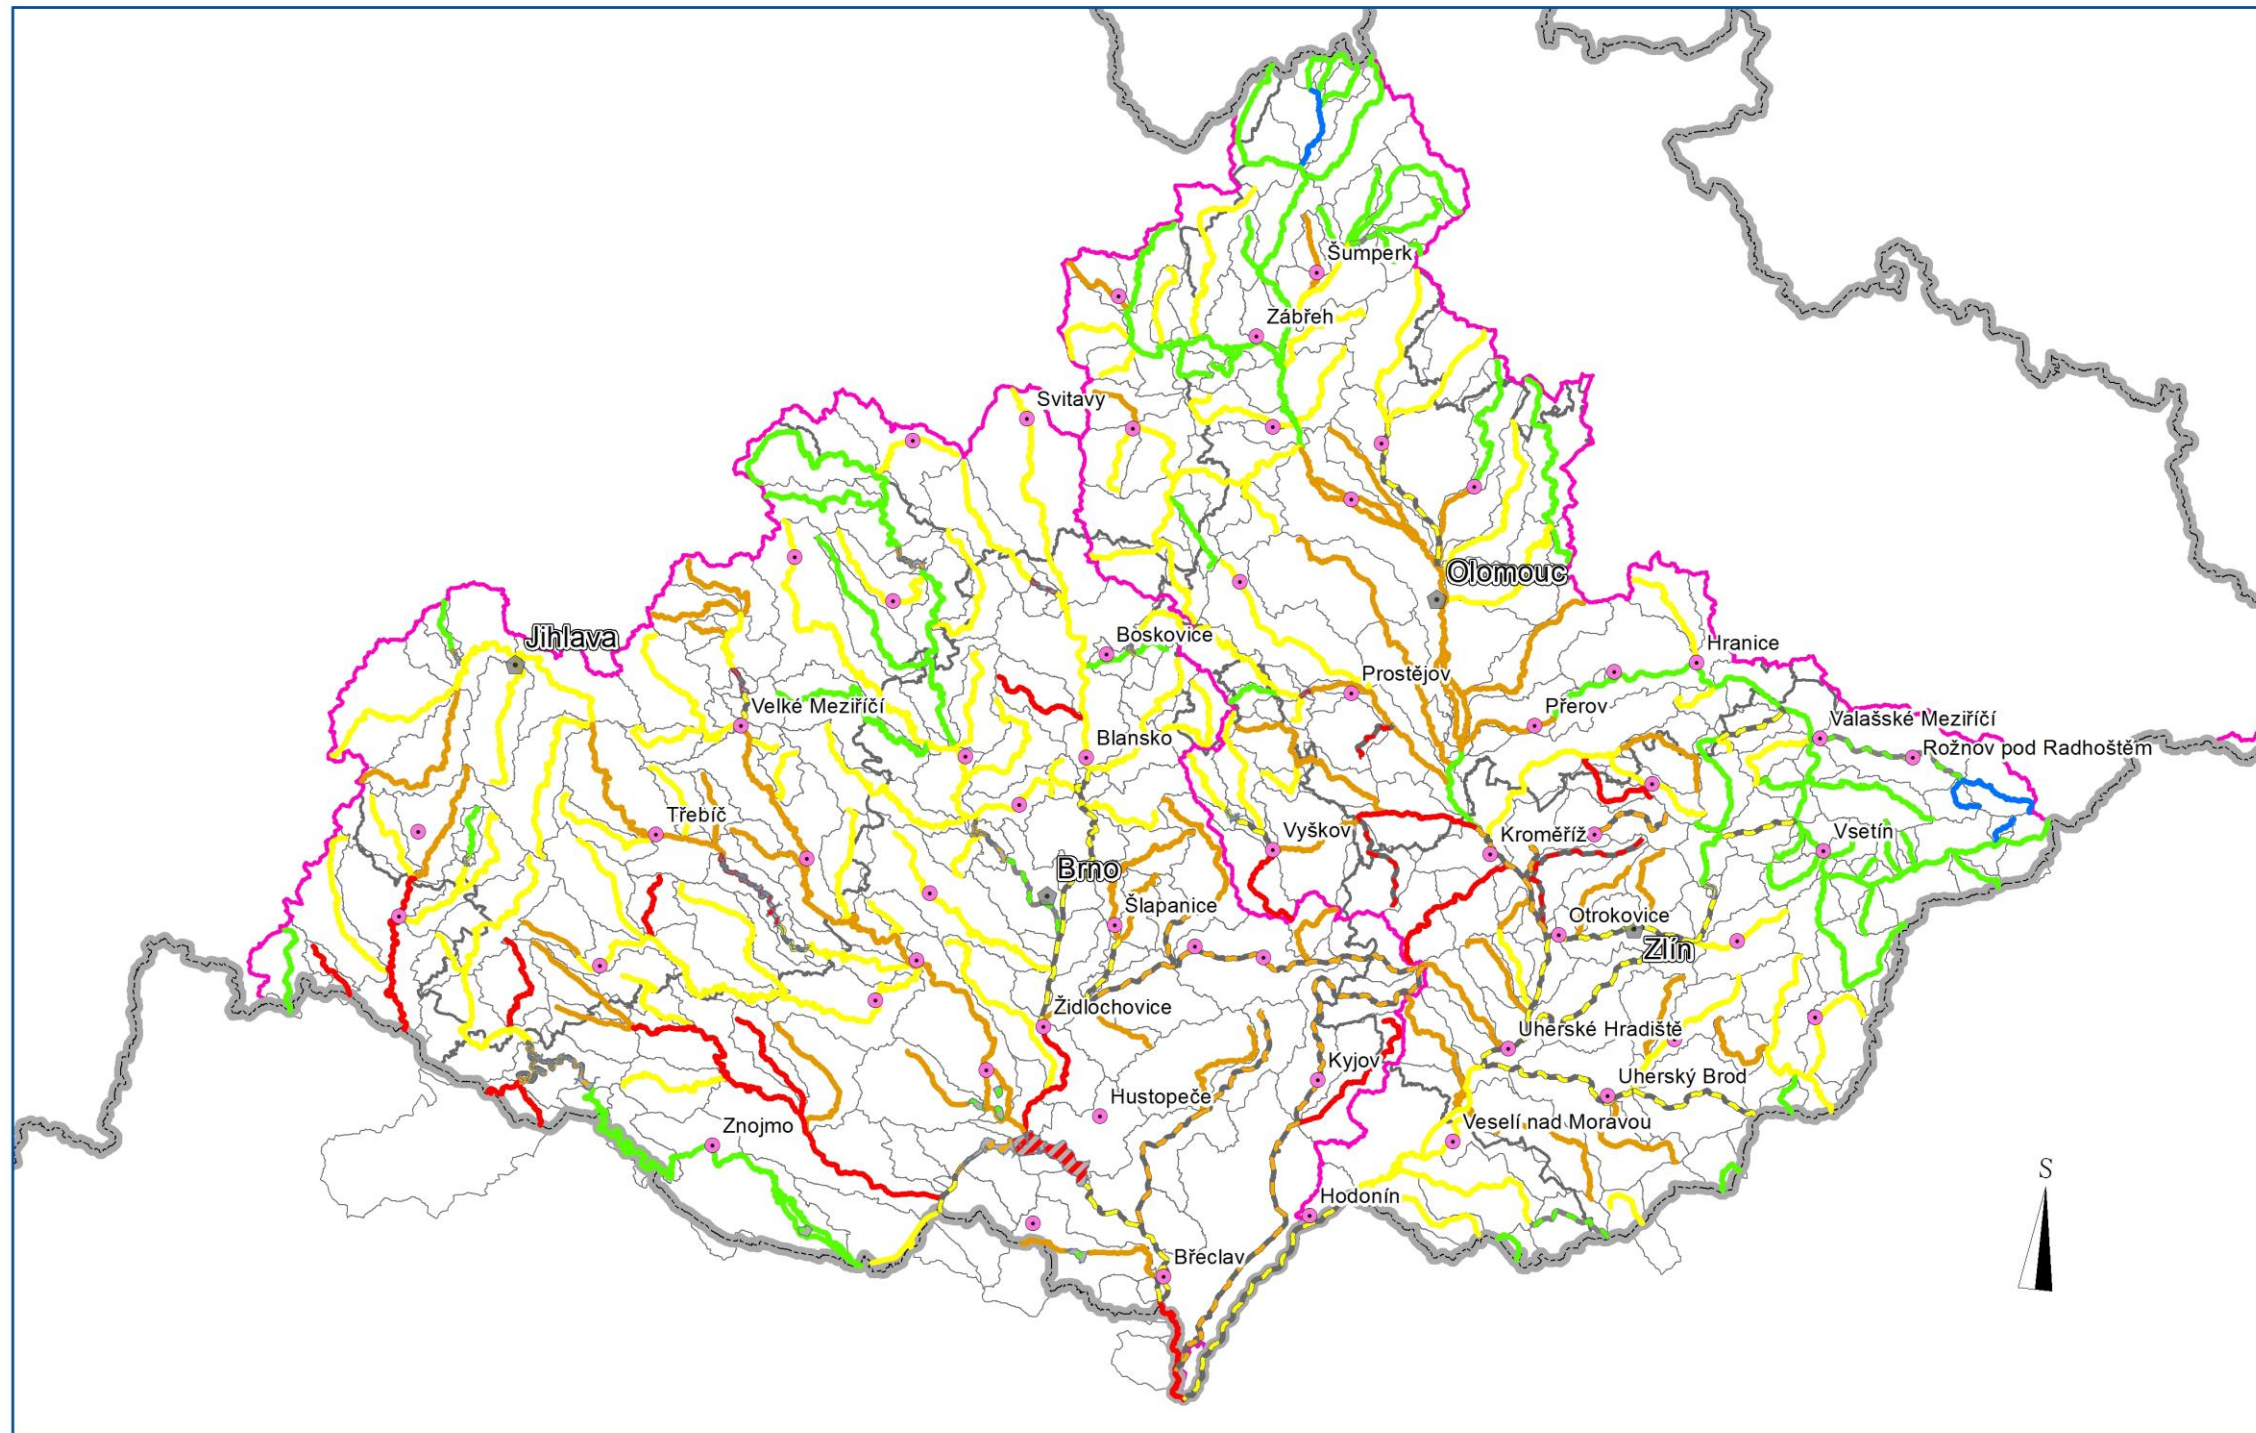 Šumperk
Zábřeh
Svitavy
Olomouc
Jihlava
Boskovice
Hranice
Prostějov
Velké Meziříčí
Přerov
Valašské Meziříčí
Blansko
Rožnov pod Radhoštěm
Třebíč
Vyškov
Kroměříž
Vsetín
Brno
Šlapanice
Otrokovice
Zlín
Židlochovice
Uherské Hradiště
Kyjov
Uherský Brod
Hustopeče
Znojmo
Veselí nad Moravou
S
Hodonín
Břeclav